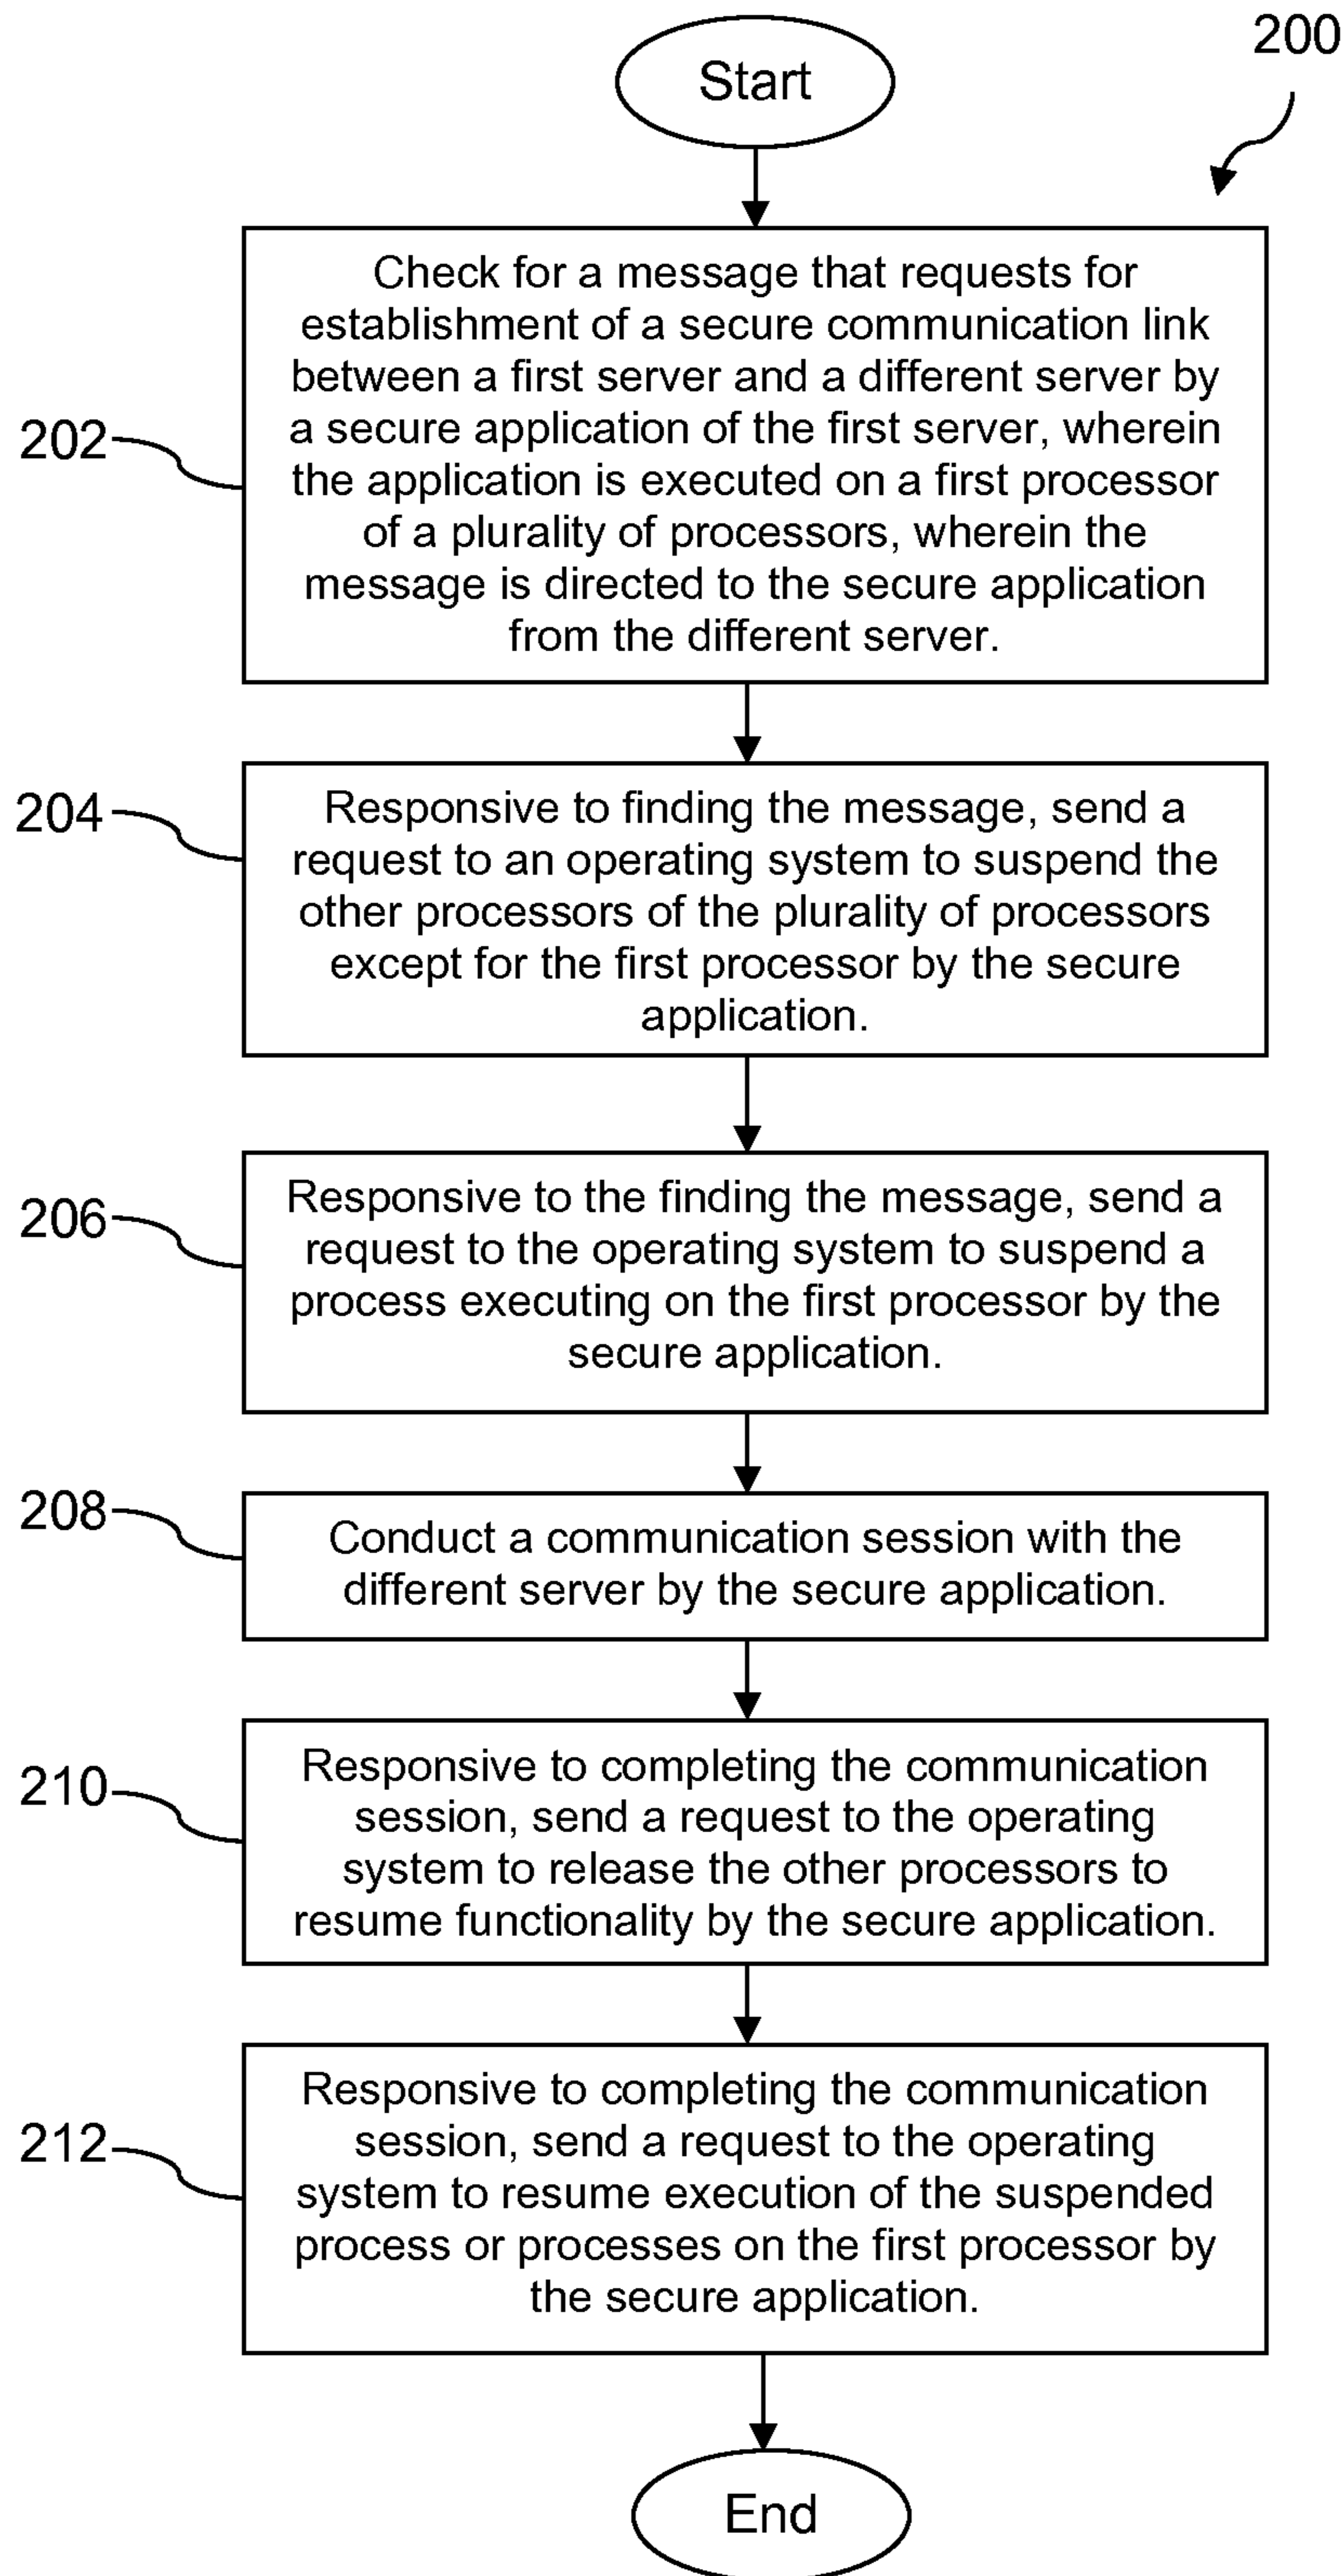 Start
200
Check for a message that requests for
establishment of a secure communication link
between a first server and a different server by
a secure application of the first server, wherein
the application is executed on a first processor
of a plurality of processors, wherein the
message is directed to the secure application
from the different server.
202
Responsive to finding the message, send a
request to an operating system to suspend the
other processors of the plurality of processors
except for the first processor by the secure
application.
204
Responsive to the finding the message, send a
request to the operating system to suspend a
process executing on the first processor by the
secure application.
206
Conduct a communication session with the
different server by the secure application.
208
Responsive to completing the communication
session, send a request to the operating
system to release the other processors to
resume functionality by the secure application.
210
Responsive to completing the communication
session, send a request to the operating
system to resume execution of the suspended
process or processes on the first processor by
the secure application.
212
End